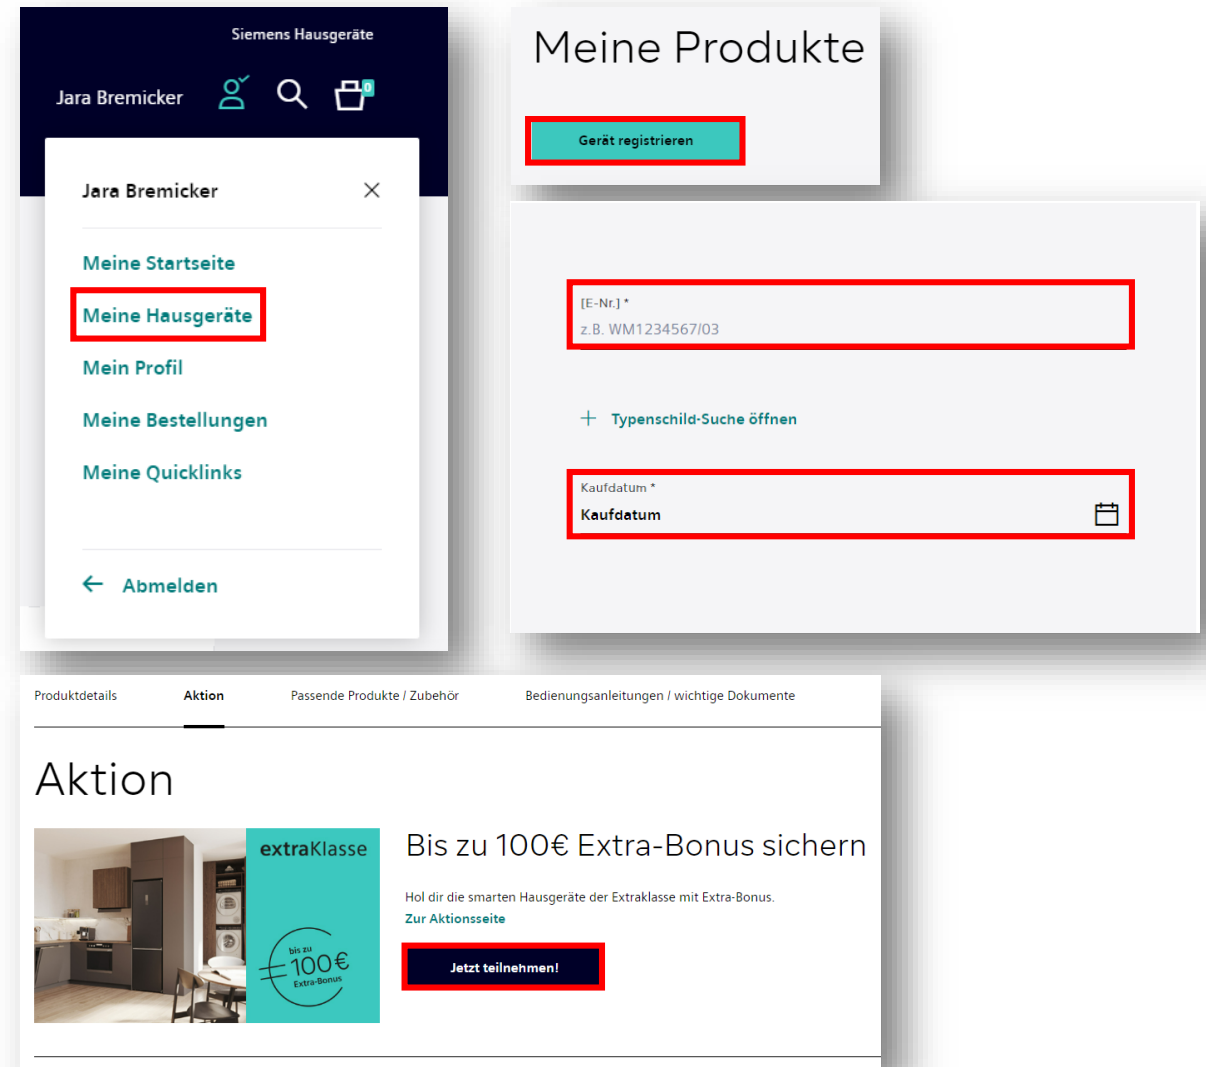 Siemens Hausgeräte
Jara Bremicker
0
Jara Bremicker
Meine Startseite
Meine Hausgeräte
Mein Profil
Meine Bestellungen
Meine Quicklinks
Abmelden
Meine Produkte
Gerät registrieren
[E-Nr.] *
z.B. WM1234567/03
Typenschild-Suche öffnen
Kaufdatum *
Kaufdatum
Produktdetails Aktion Passende Produkte / Zubehör Bedienungsanleitungen / wichtige Dokumente
Aktion
extraKlasse
bis zu
100€
Extra-Bonus
Bis zu 100€ Extra-Bonus sichern
Hol dir die smarten Hausgeräte der Extraklasse mit Extra-Bonus.
Zur Aktionsseite
Jetzt teilnehmen!